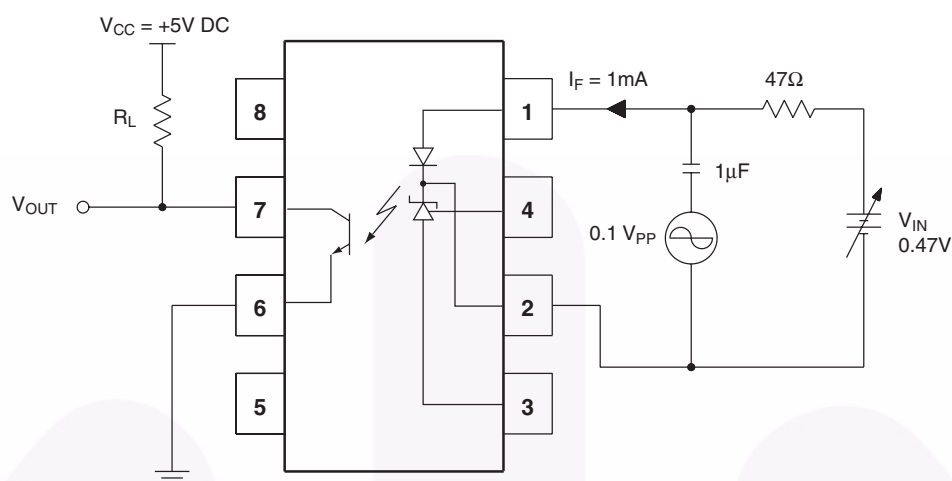 V_CC = +5V DC
R_L
V_OUT
8
7
6
5
1
4
2
3
I_F = 1mA
47Ω
1μF
0.1 V_PP
V_IN
0.47V